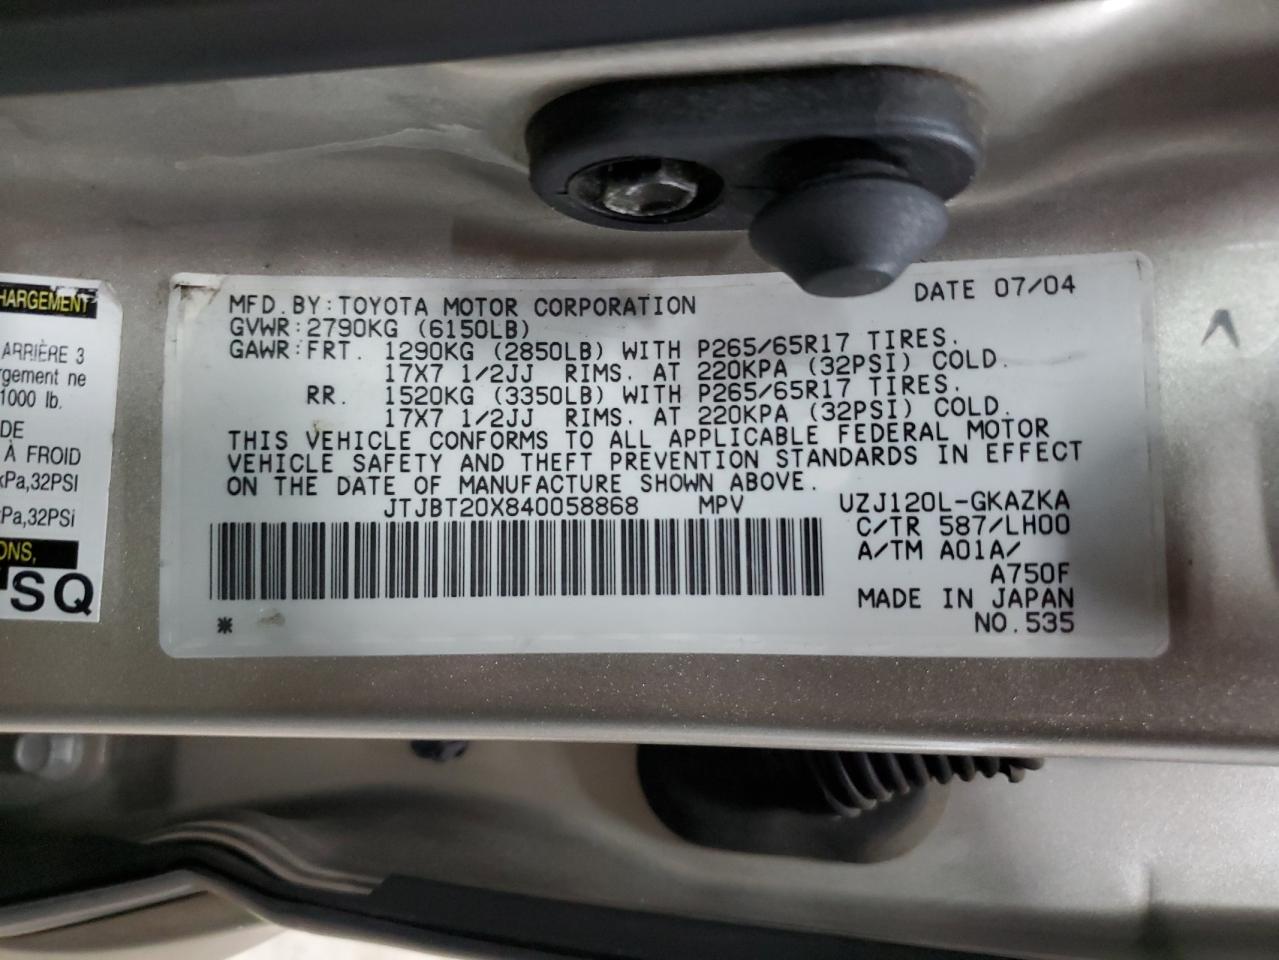 HARGEMENT
ARRIÈRE 3
rgement ne
1000 lb.
DE
À FROID
kPa,32PSI
kPa,32PSi
ONS,
SQ
MFD.BY:TOYOTA MOTOR CORPORATION DATE 07/04
GVWR:2790KG (6150LB)
GAWR:FRT. 1290KG (2850LB) WITH P265/65R17 TIRES.
17X7 1/2JJ RIMS. AT 220KPA (32PSI) COLD.
RR. 1520KG (3350LB) WITH P265/65R17 TIRES.
17X7 1/2JJ RIMS. AT 220KPA (32PSI) COLD.
THIS VEHICLE CONFORMS TO ALL APPLICABLE FEDERAL MOTOR
VEHICLE SAFETY AND THEFT PREVENTION STANDARDS IN EFFECT
ON THE DATE OF MANUFACTURE SHOWN ABOVE.
JTJBT20X840058868 MPV UZJ120L-GKAZKA
C/TR 587/LH00
A/TM A01A/
A750F
MADE IN JAPAN
* NO.535